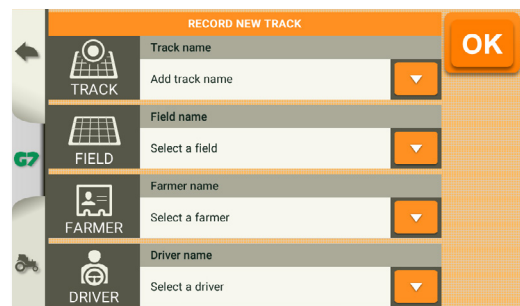 RECORD NEW TRACK
OK
Track name
TRACK
Add track name
Field name
FIELD
Select a field
G7
Farmer name
FARMER
Select a farmer
Driver name
DRIVER
Select a driver